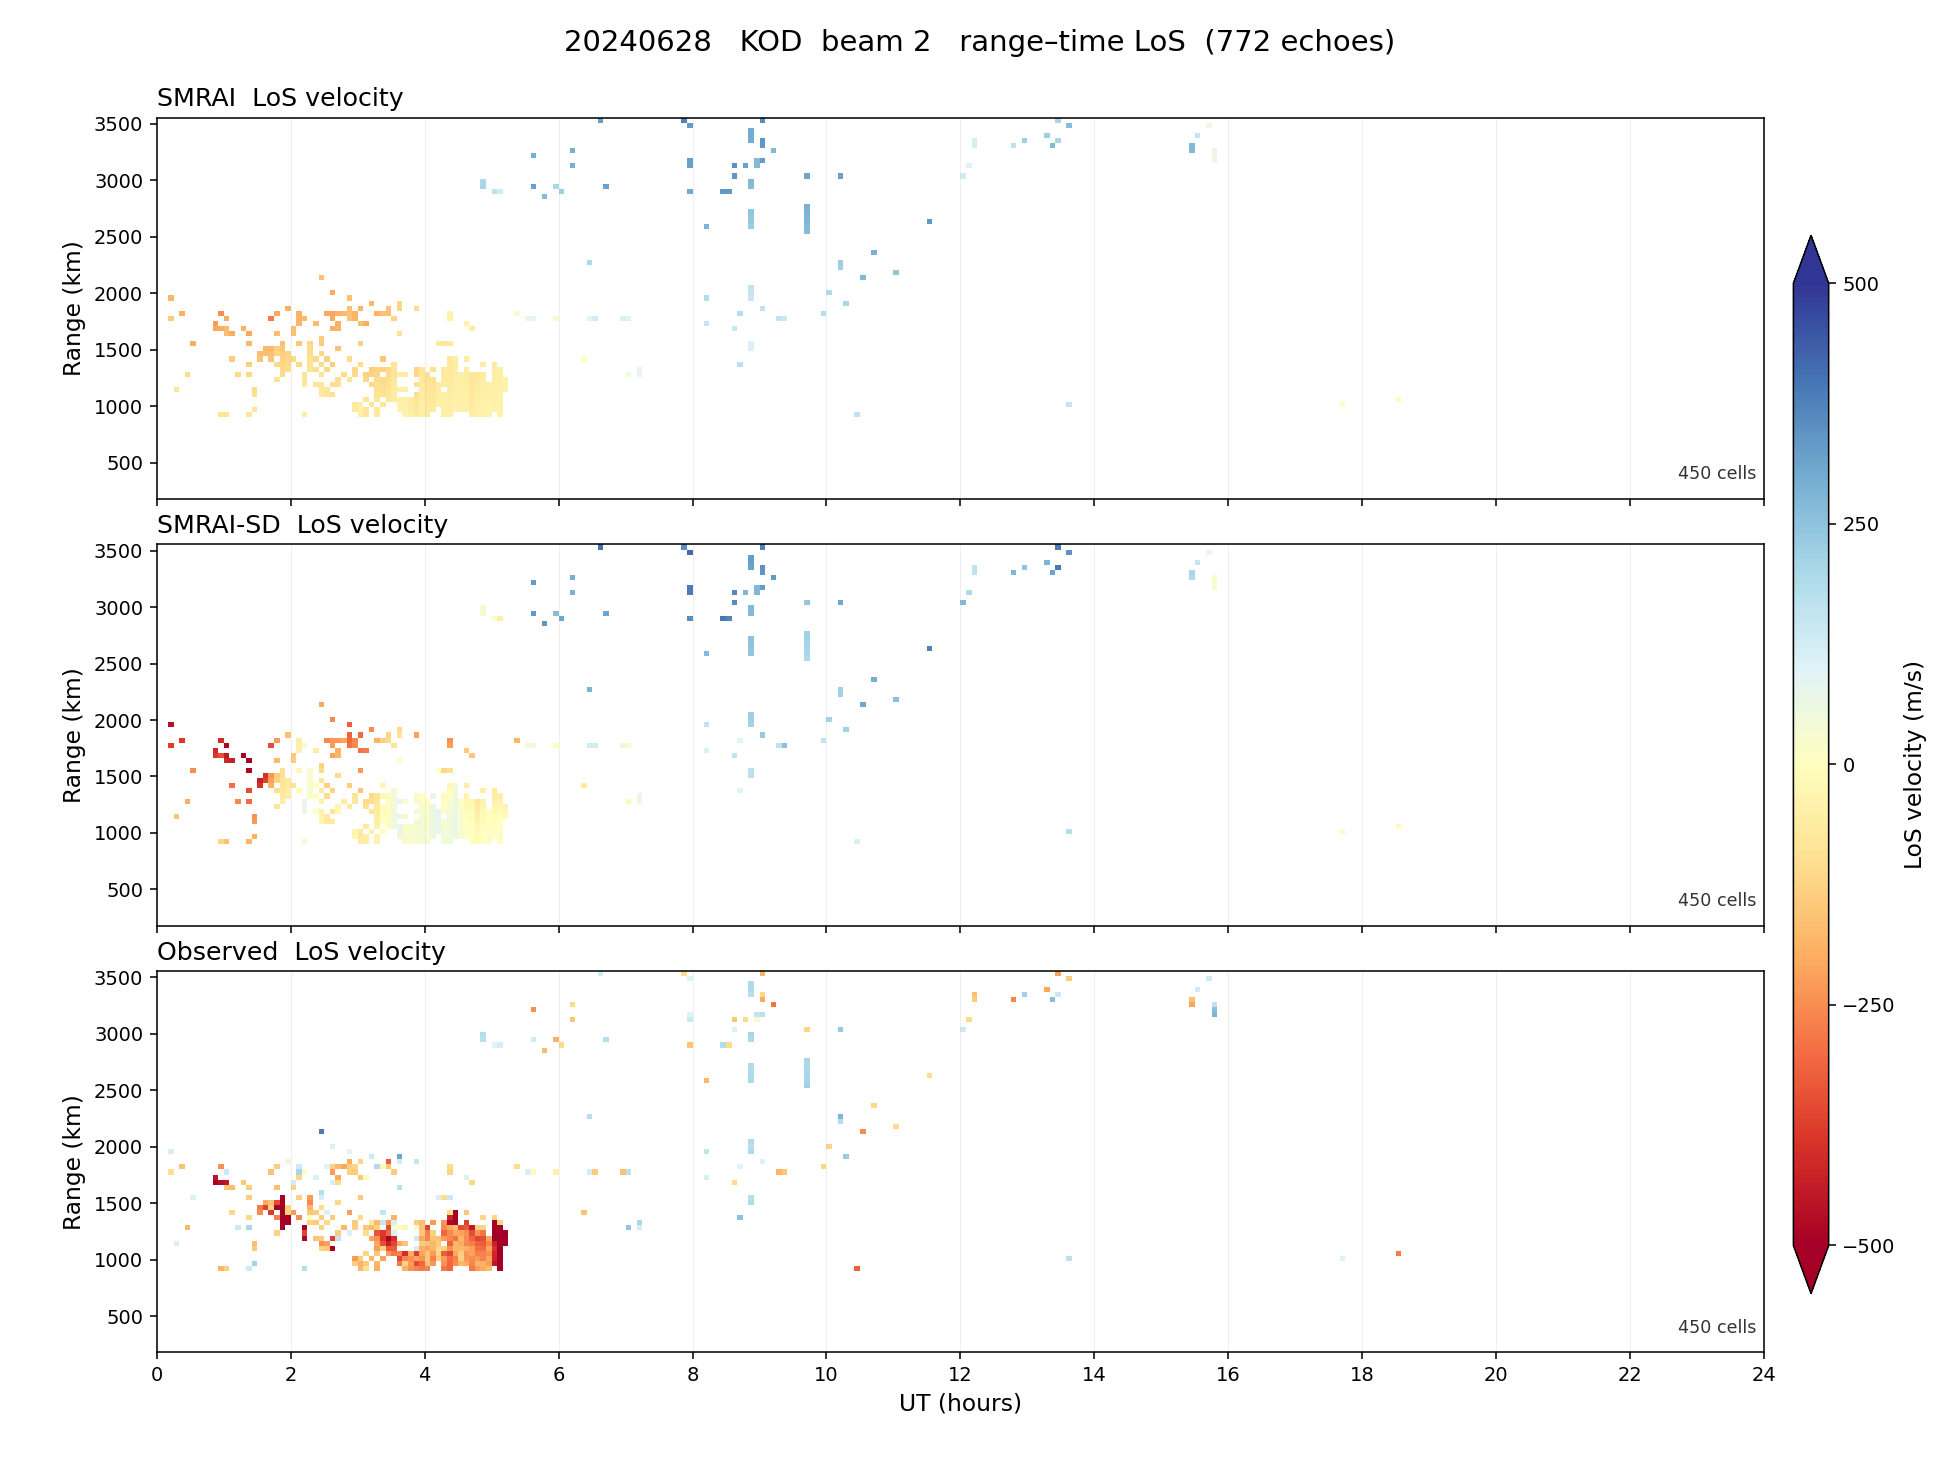 20240628   KOD  beam 2   range–time LoS  (772 echoes)
SMRAI  LoS velocity
3500
3000
2500
2000
1500
1000
500
Range (km)
450 cells
SMRAI-SD  LoS velocity
3500
3000
2500
2000
1500
1000
500
Range (km)
450 cells
Observed  LoS velocity
3500
3000
2500
2000
1500
1000
500
Range (km)
450 cells
0 2 4 6 8 10 12 14 16 18 20 22 24
UT (hours)
500
250
0
−250
−500
LoS velocity (m/s)